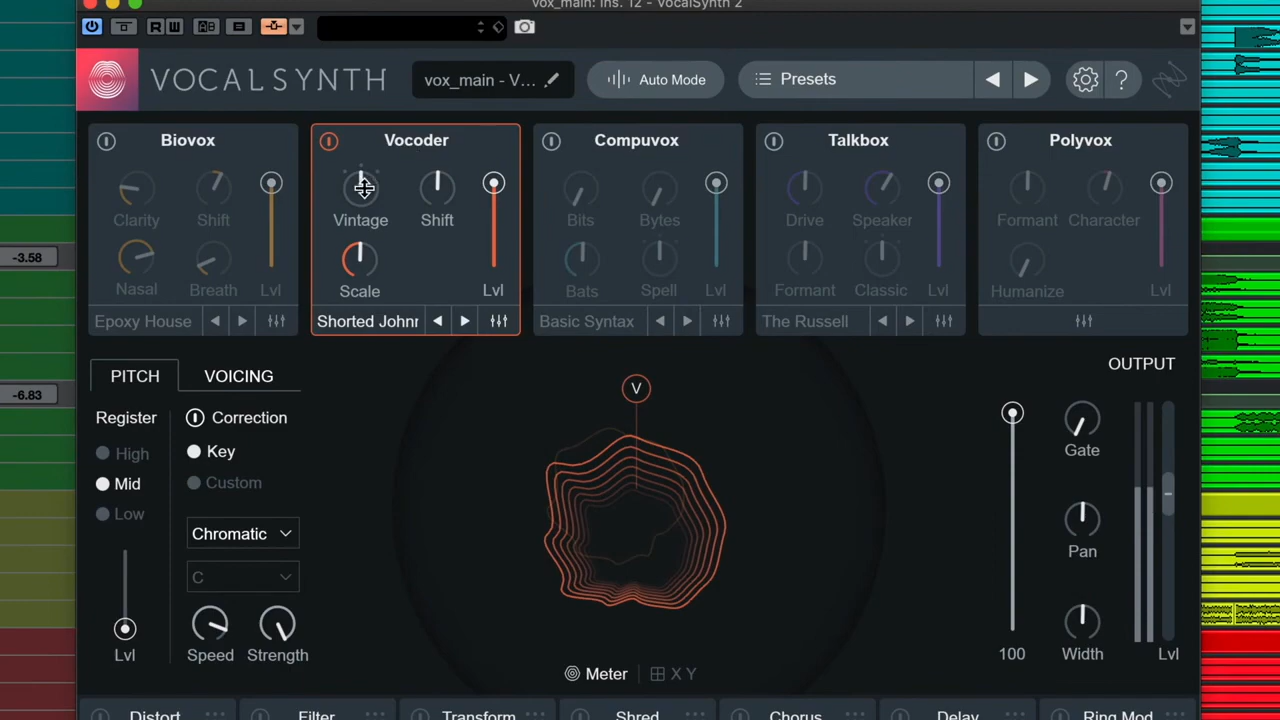 vox_main: Ins. 12 - VocalSynth 2
R W
VOCALSYNTH
vox_main - V...
Auto Mode
Presets
?
Biovox
Vocoder
Compuvox
Talkbox
Polyvox
Clarity
Shift
Vintage
Shift
Bits
Bytes
Drive
Speaker
Formant
Character
Nasal
Breath
Lvl
Scale
Lvl
Bats
Spell
Lvl
Formant
Classic
Lvl
Humanize
Lvl
Epoxy House
Shorted Johnr
Basic Syntax
The Russell
-3.58
-6.83
PITCH
VOICING
OUTPUT
Register
Correction
High
Key
Mid
Custom
Low
Chromatic
C
Lvl
Speed
Strength
V
Meter
X Y
100
Gate
Pan
Width
Lvl
Distort
Filter
Transform
Shred
Chorus
Delay
Ring Mod